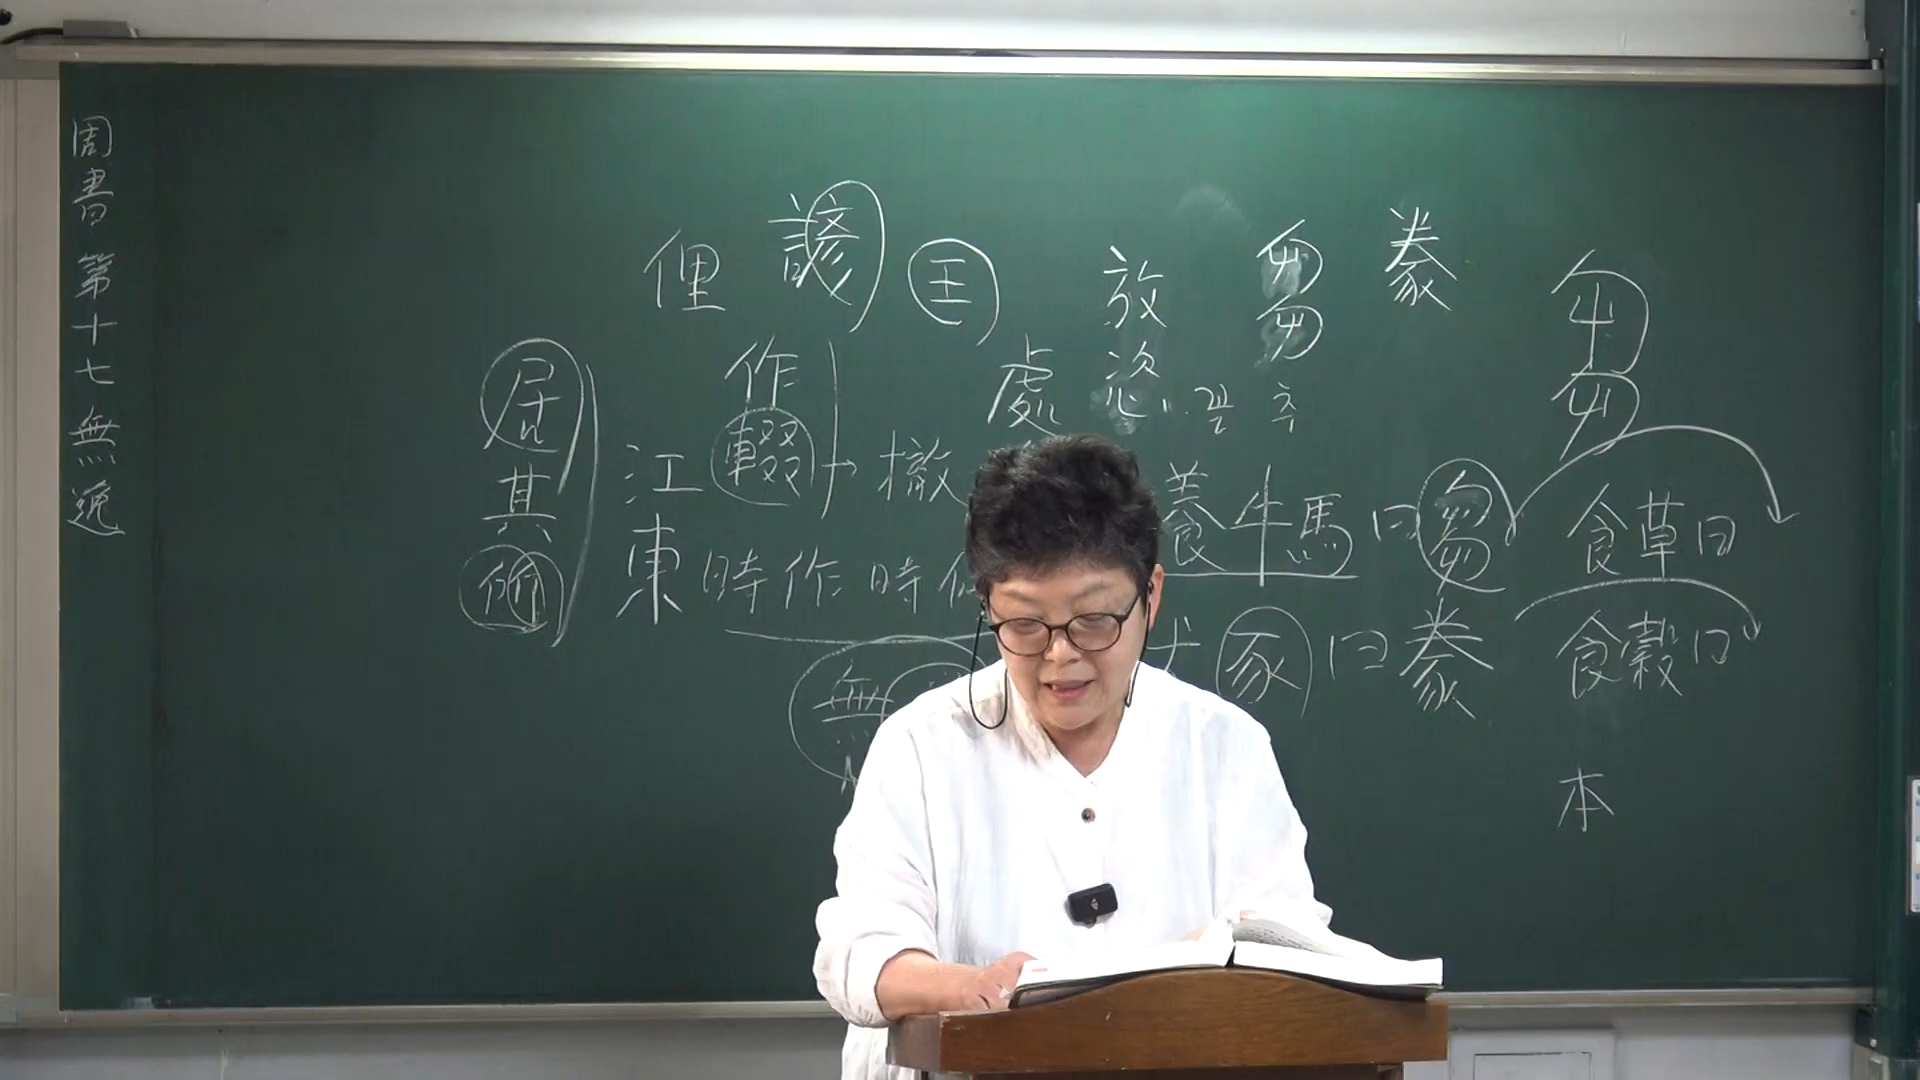 周書第十七無逸
俚諺 王
居其所
作輟 → 撤
江東
時作時
無
處
放恣
芻 豢
꼴 추
養牛馬曰芻
犬豕曰豢
芻
食草曰
食穀曰
本